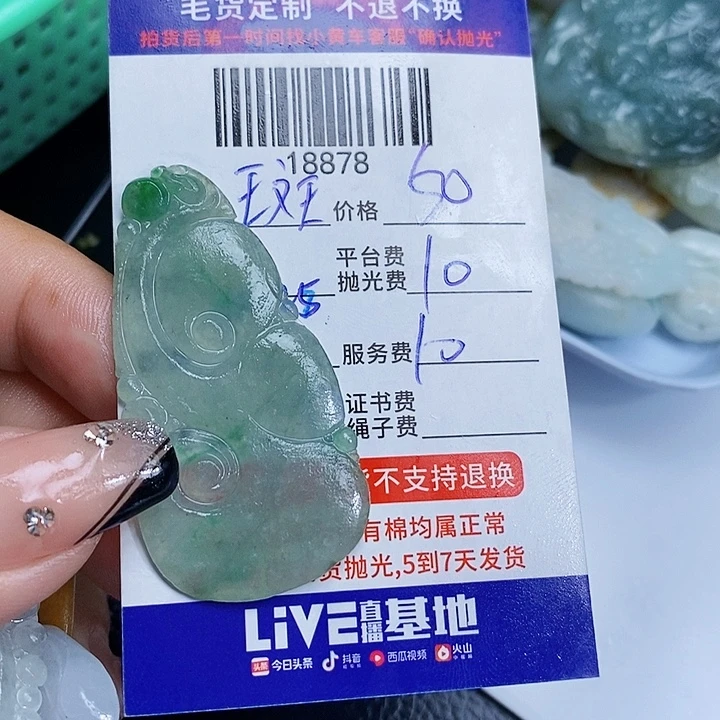 毛货定制 不退不换
拍货后第一时间找小黄车客服“确认抛光”
18878
价格 50
平台费
抛光费 10
服务费 10
证书费
绳子费
不支持退换
有棉均属正常
货抛光,5到7天发货
LiVE直播基地
头条 今日头条 抖音 西瓜视频 火山